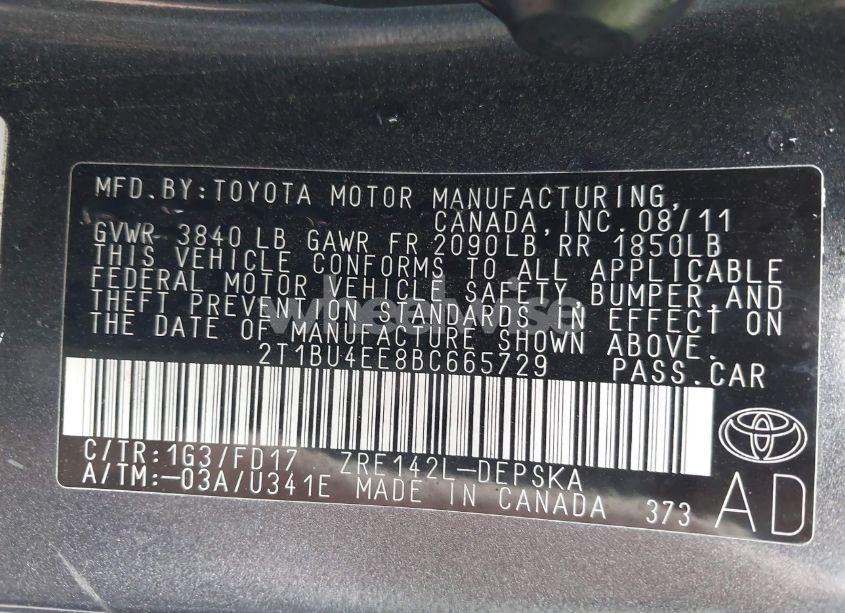 MFD.BY:TOYOTA MOTOR MANUFACTURING,
CANADA,INC. 08/11
GVWR 3840 LB GAWR FR 2090LB RR 1850LB
THIS VEHICLE CONFORMS TO ALL APPLICABLE
FEDERAL MOTOR VEHICLE SAFETY, BUMPER,AND
THEFT PREVENTION STANDARDS IN EFFECT ON
THE DATE OF MANUFACTURE SHOWN ABOVE.
2T1BU4EE8BC665729 PASS.CAR
C/TR:1G3/FD17 ZRE142L-DEPSKA
A/TM:-03A/U341E MADE IN CANADA 373
AD
wheelwise